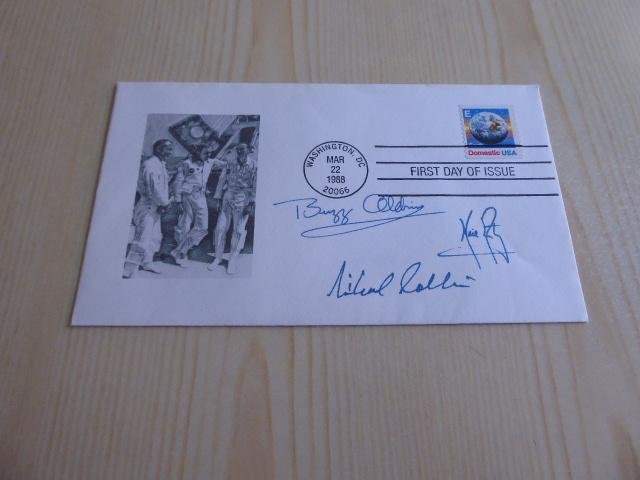 E
Domestic USA
WASHINGTON, DC
MAR
22
1988
20066
FIRST DAY OF ISSUE
Buzz Aldrin
Michael Collins